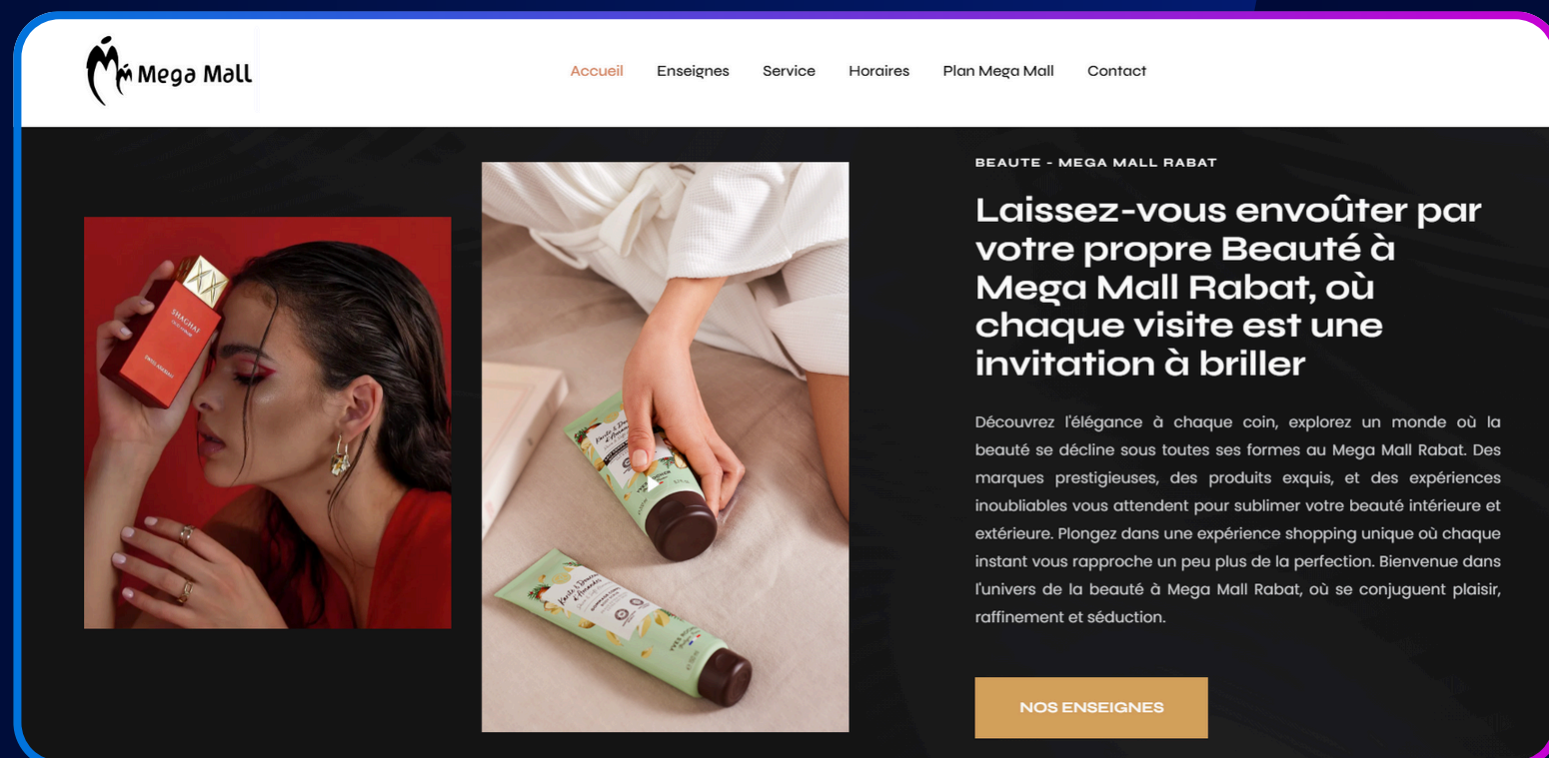 Mega Mall
Accueil Enseignes Service Horaires Plan Mega Mall Contact
SHAGHAF
BEAUTE - MEGA MALL RABAT
Laissez-vous envoûter par
votre propre Beauté à
Mega Mall Rabat, où
chaque visite est une
invitation à briller
Découvrez l'élégance à chaque coin, explorez un monde où la
beauté se décline sous toutes ses formes au Mega Mall Rabat. Des
marques prestigieuses, des produits exquis, et des expériences
inoubliables vous attendent pour sublimer votre beauté intérieure et
extérieure. Plongez dans une expérience shopping unique où chaque
instant vous rapproche un peu plus de la perfection. Bienvenue dans
l'univers de la beauté à Mega Mall Rabat, où se conjuguent plaisir,
raffinement et séduction.
NOS ENSEIGNES